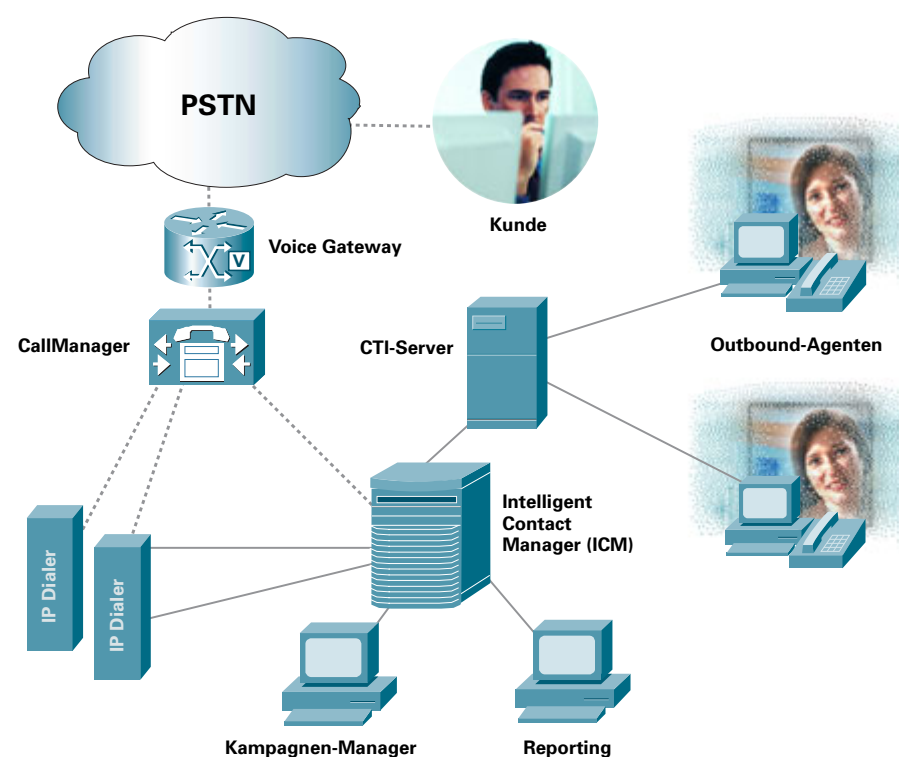 PSTN
Kunde
Voice Gateway
V
CallManager
CTI-Server
Outbound-Agenten
Intelligent
Contact
Manager (ICM)
IP Dialer
IP Dialer
Kampagnen-Manager
Reporting